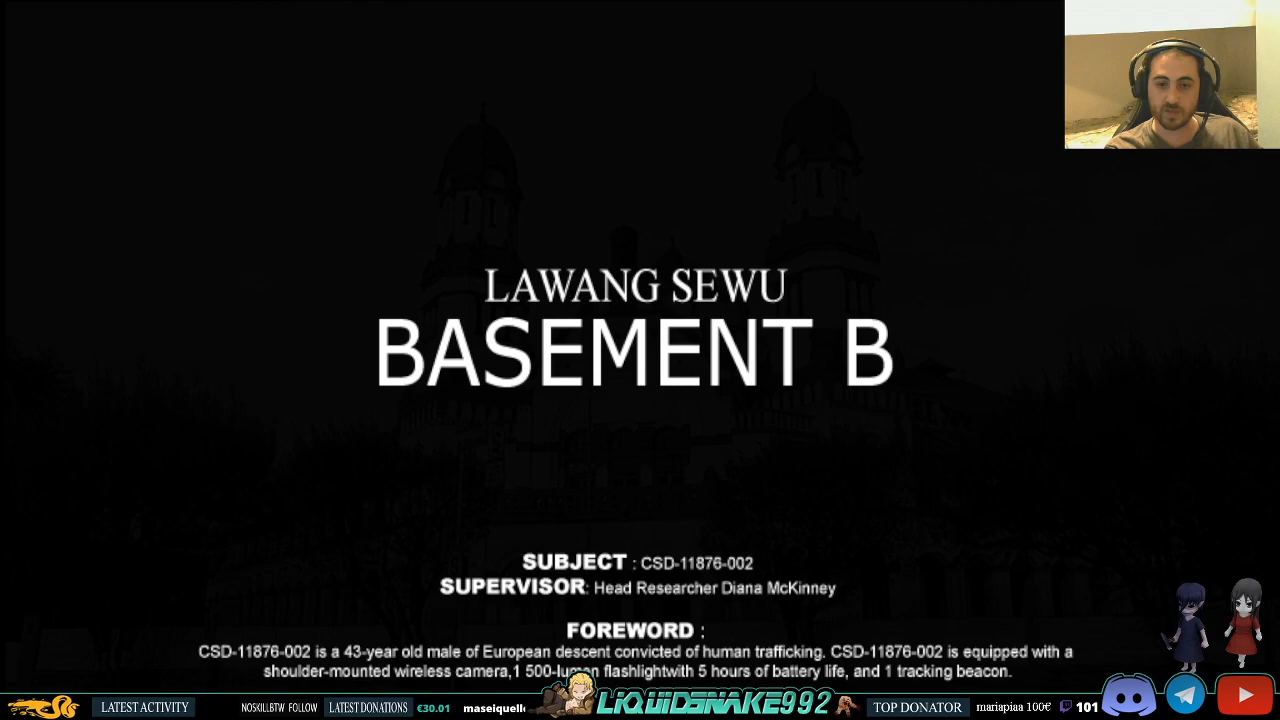 LAWANG SEWU
BASEMENT B
SUBJECT : CSD-11876-002
SUPERVISOR: Head Researcher Diana McKinney
FOREWORD :
CSD-11876-002 is a 43-year old male of European descent convicted of human trafficking. CSD-11876-002 is equipped with a
shoulder-mounted wireless camera,1 500-lumen flashlightwith 5 hours of battery life, and 1 tracking beacon.
LATEST ACTIVITY NOSKILLBTW FOLLOW LATEST DONATIONS €30.01 maseiquell LIQUIDSNAKE992 TOP DONATOR mariapiaa 100€ 101